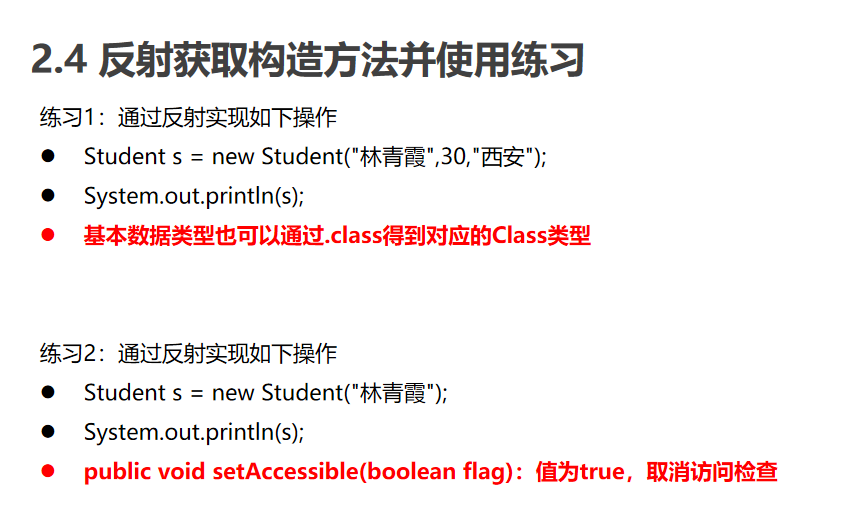 2.4 反射获取构造方法并使用练习
练习1：通过反射实现如下操作
● Student s = new Student("林青霞",30,"西安");
● System.out.println(s);
● 基本数据类型也可以通过.class得到对应的Class类型
练习2：通过反射实现如下操作
● Student s = new Student("林青霞");
● System.out.println(s);
● public void setAccessible(boolean flag)：值为true，取消访问检查